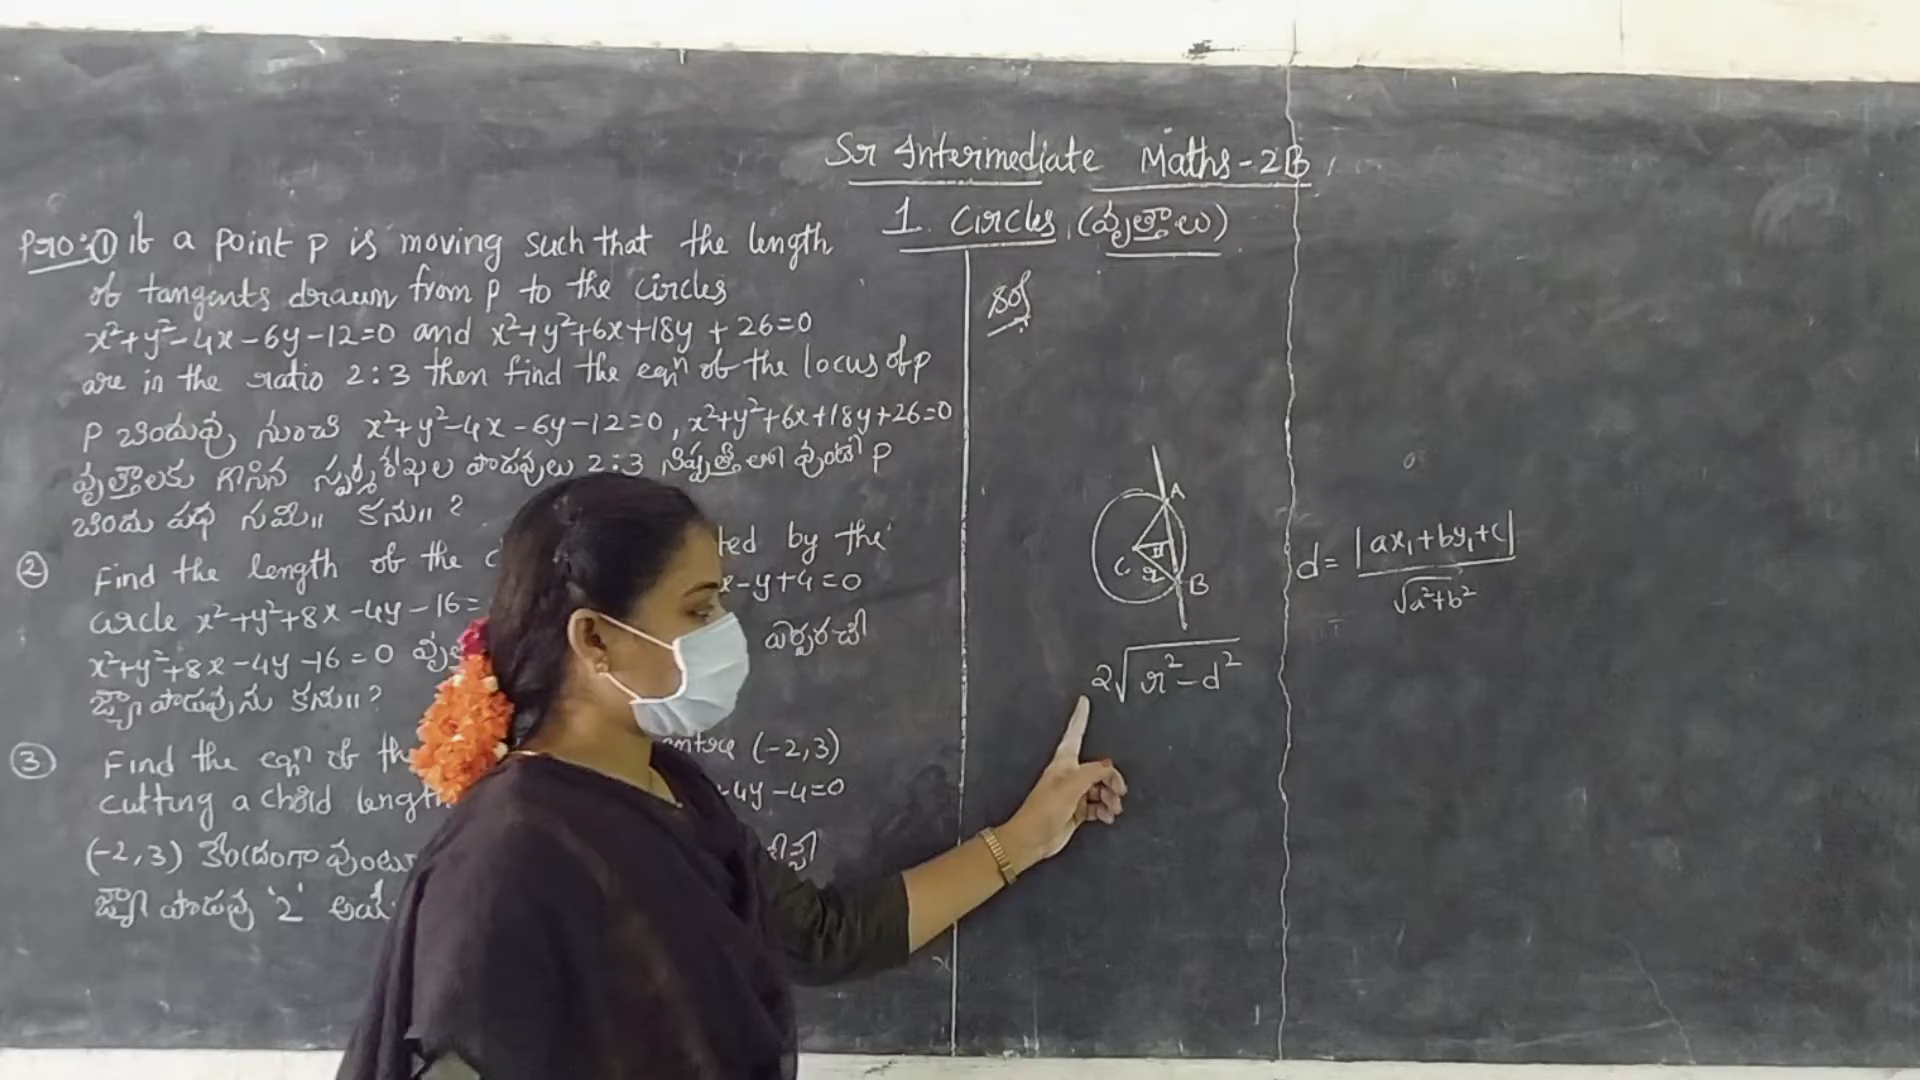 Sr Intermediate Maths-2B
1. Circles (వృత్తాలు)
Pro:① If a point P is moving such that the length
of tangents drawn from P to the circles
x²+y²-4x-6y-12=0 and x²+y²+6x+18y+26=0
are in the ratio 2:3 then find the eqⁿ of the locus of P
P బిందువు నుంచి x²+y²-4x-6y-12=0, x²+y²+6x+18y+26=0
వృత్తాలకు గీసిన స్పర్శరేఖల పొడవులు 2:3 నిష్పత్తిలో వుంటే P
బిందు పథ సమీ॥ కను॥?
② Find the length of the ted by the
circle x²+y²+8x-4y-16= x-y+4=0
x²+y²+8x-4y-16=0 ఏర్పరచే
జ్యా పొడవును కను॥?
③ Find the eqⁿ of the entre (-2,3)
cutting a chord length 4y-4=0
(-2,3) కేంద్రంగా
జ్యా పొడవు '2'
Sol
A
C
r
B
d = |ax₁+by₁+c| / √a²+b²
2√r²-d²